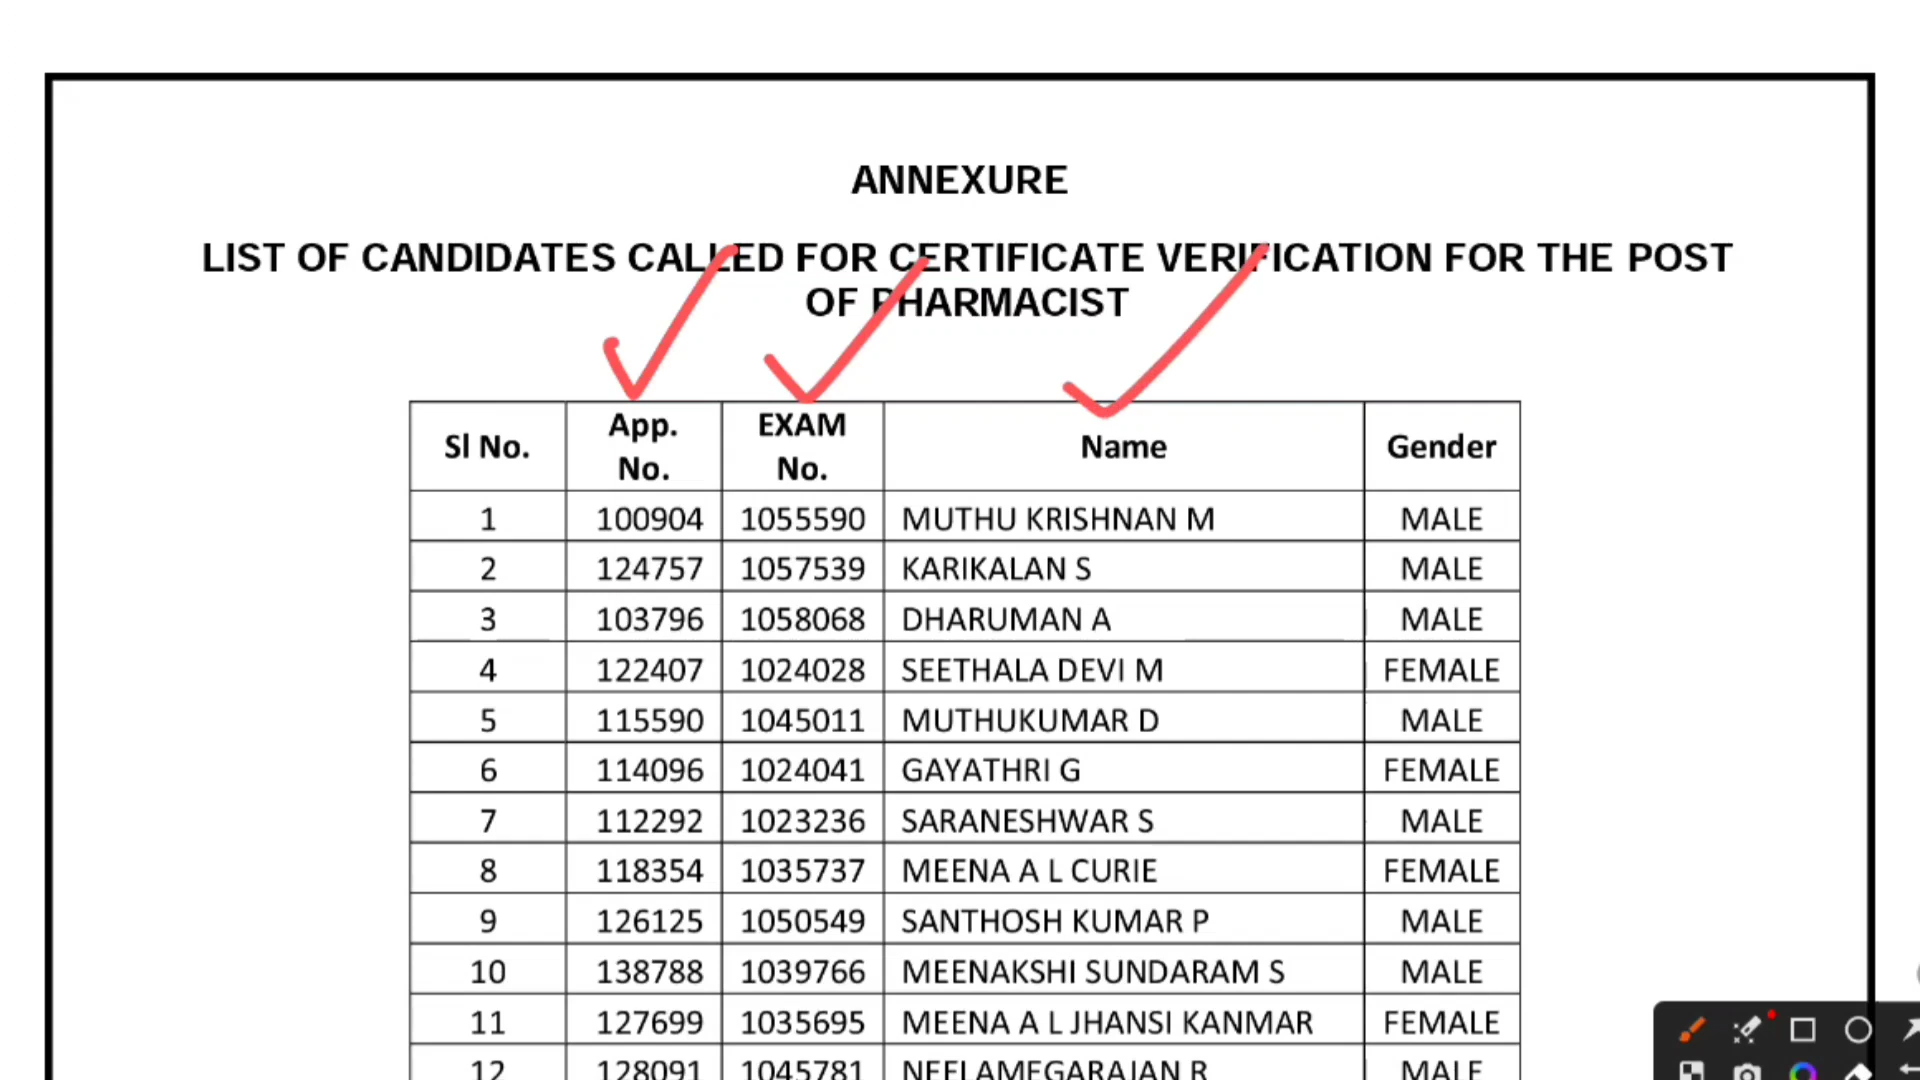 ANNEXURE
LIST OF CANDIDATES CALLED FOR CERTIFICATE VERIFICATION FOR THE POST
OF PHARMACIST
Sl No. App. No. EXAM No. Name Gender
1 100904 1055590 MUTHU KRISHNAN M MALE
2 124757 1057539 KARIKALAN S MALE
3 103796 1058068 DHARUMAN A MALE
4 122407 1024028 SEETHALA DEVI M FEMALE
5 115590 1045011 MUTHUKUMAR D MALE
6 114096 1024041 GAYATHRI G FEMALE
7 112292 1023236 SARANESHWAR S MALE
8 118354 1035737 MEENA A L CURIE FEMALE
9 126125 1050549 SANTHOSH KUMAR P MALE
10 138788 1039766 MEENAKSHI SUNDARAM S MALE
11 127699 1035695 MEENA A L JHANSI KANMAR FEMALE
12 128091 1045781 NEELAMEGARAJAN R MALE